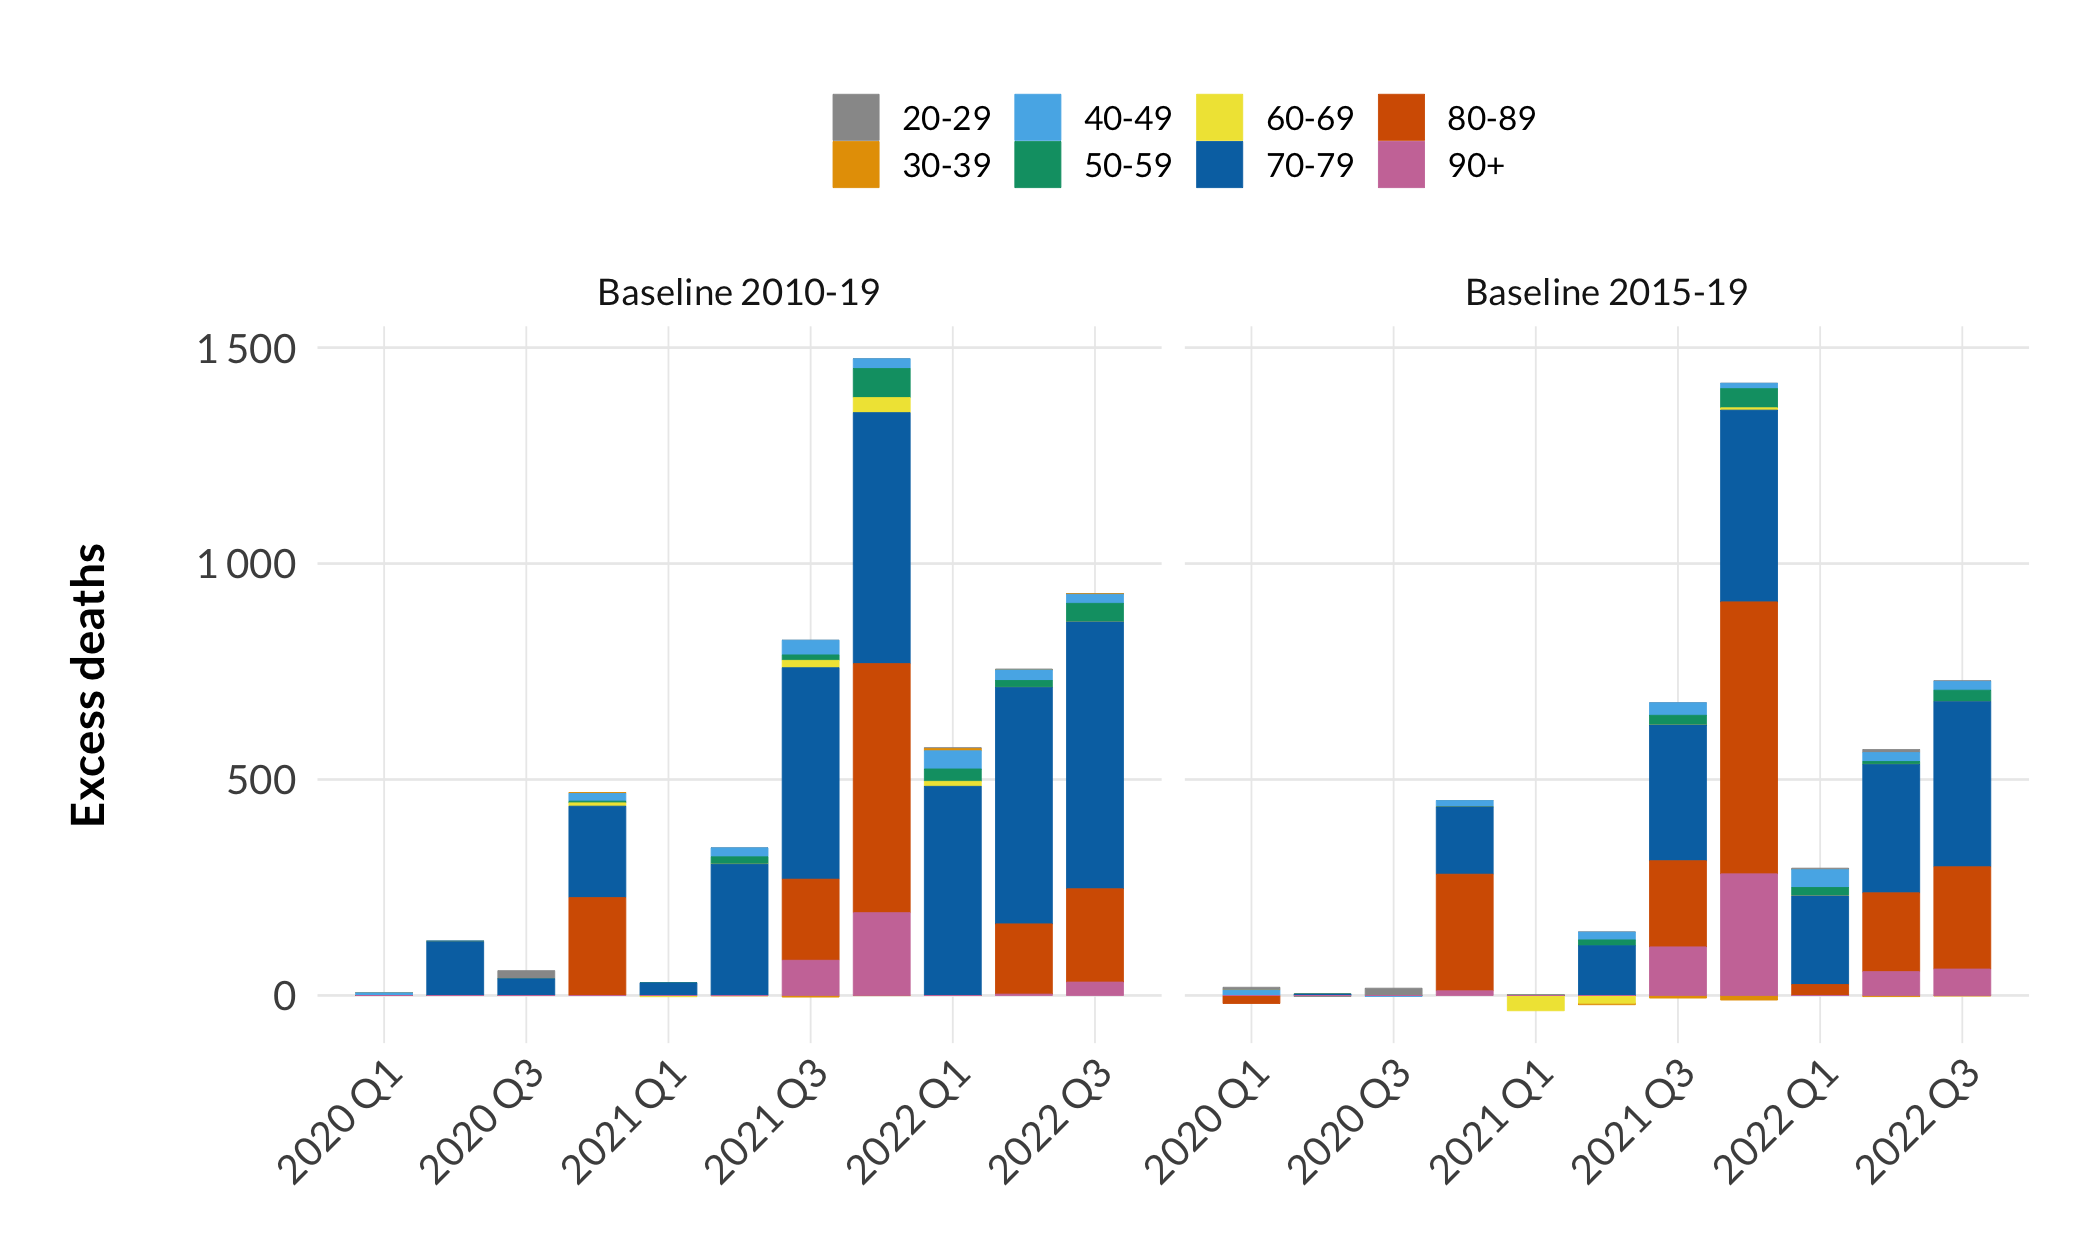 20-29 40-49 60-69 80-89
30-39 50-59 70-79 90+
Baseline 2010-19 Baseline 2015-19
1 500
1 000
500
0
Excess deaths
2020 Q1 2020 Q3 2021 Q1 2021 Q3 2022 Q1 2022 Q3 2020 Q1 2020 Q3 2021 Q1 2021 Q3 2022 Q1 2022 Q3